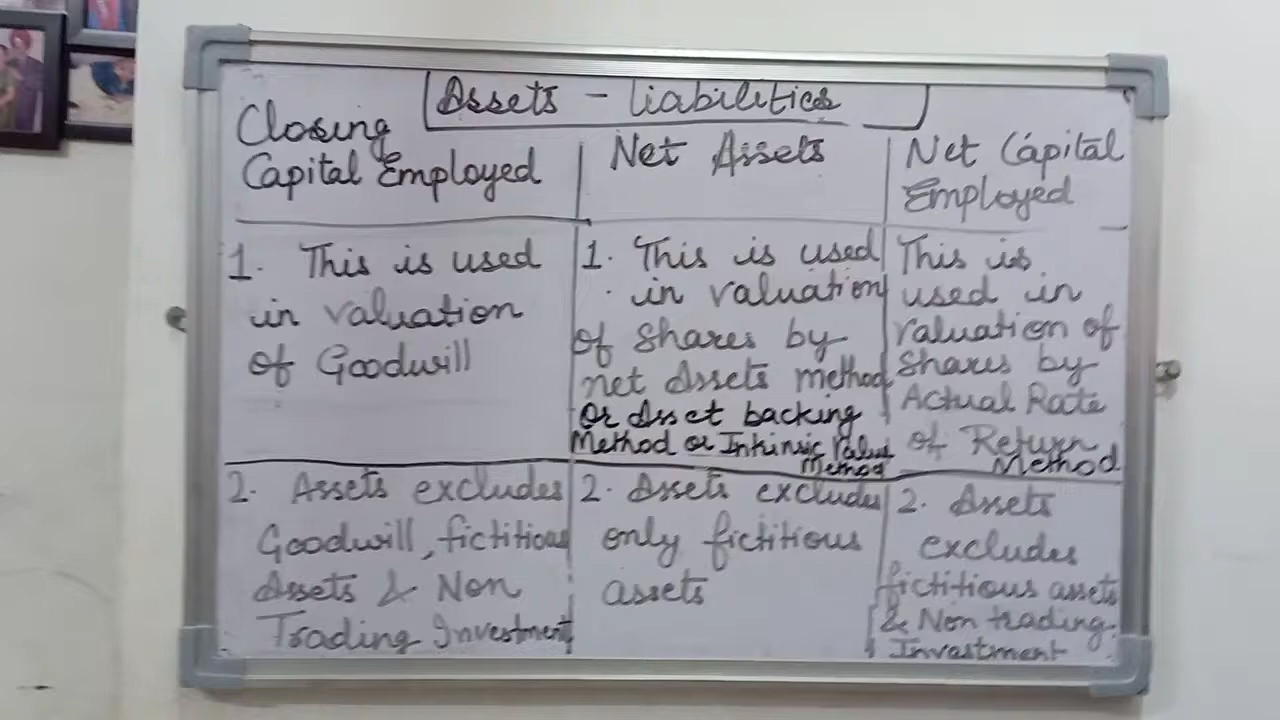 Assets - Liabilities
Closing
Capital Employed
Net Assets
Net Capital
Employed
1. This is used
in valuation
of Goodwill
1. This is used
in valuation
of Shares by
net Assets method
or Asset backing
Method or Intrinsic Value
Method
This is
used in
valuation of
Shares by
Actual Rate
of Return
Method
2. Assets excludes
Goodwill, fictitious
Assets & Non
Trading Investment
2. Assets excludes
only fictitious
assets
2. Assets
excludes
fictitious assets
& Non trading
Investment